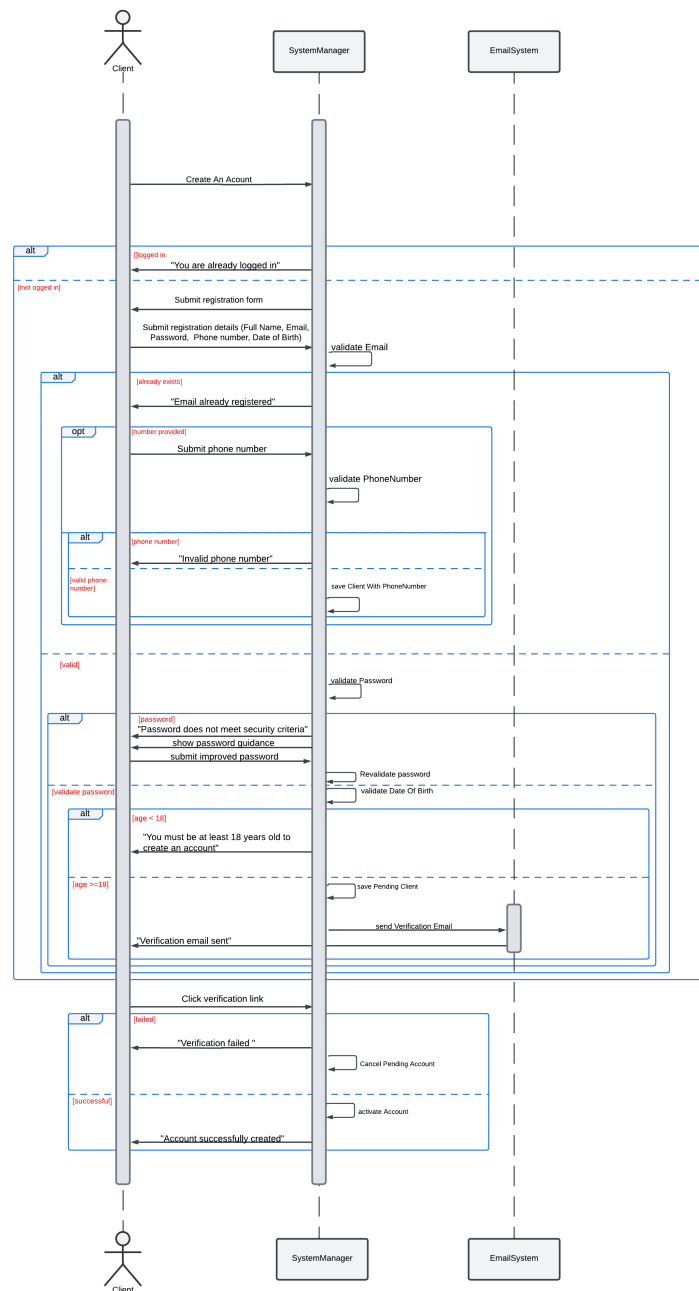 Client
SystemManager
EmailSystem
Create An Acount
alt
[]logged in
"You are already logged in"
[not ogged in]
Submit registration form
Submit registration details (Full Name, Email,
Password, Phone number, Date of Birth)
validate Email
alt
[already exists]
"Email already registered"
opt
[number provided]
Submit phone number
validate PhoneNumber
alt
[phone number]
"Invalid phone number"
[valid phone
number]
save Client With PhoneNumber
[valid]
validate Password
alt
[password]
"Password does not meet security criteria"
show password guidance
submit improved password
Revalidate password
[validate password
validate Date Of Birth
alt
[age < 18]
"You must be at least 18 years old to
create an account"
[age >=18]
save Pending Client
send Verification Email
"Verification email sent"
Click verification link
alt
[failed]
"Verification failed "
Cancel Pending Account
[successful]
activate Account
"Account successfully created"
SystemManager
EmailSystem
Client